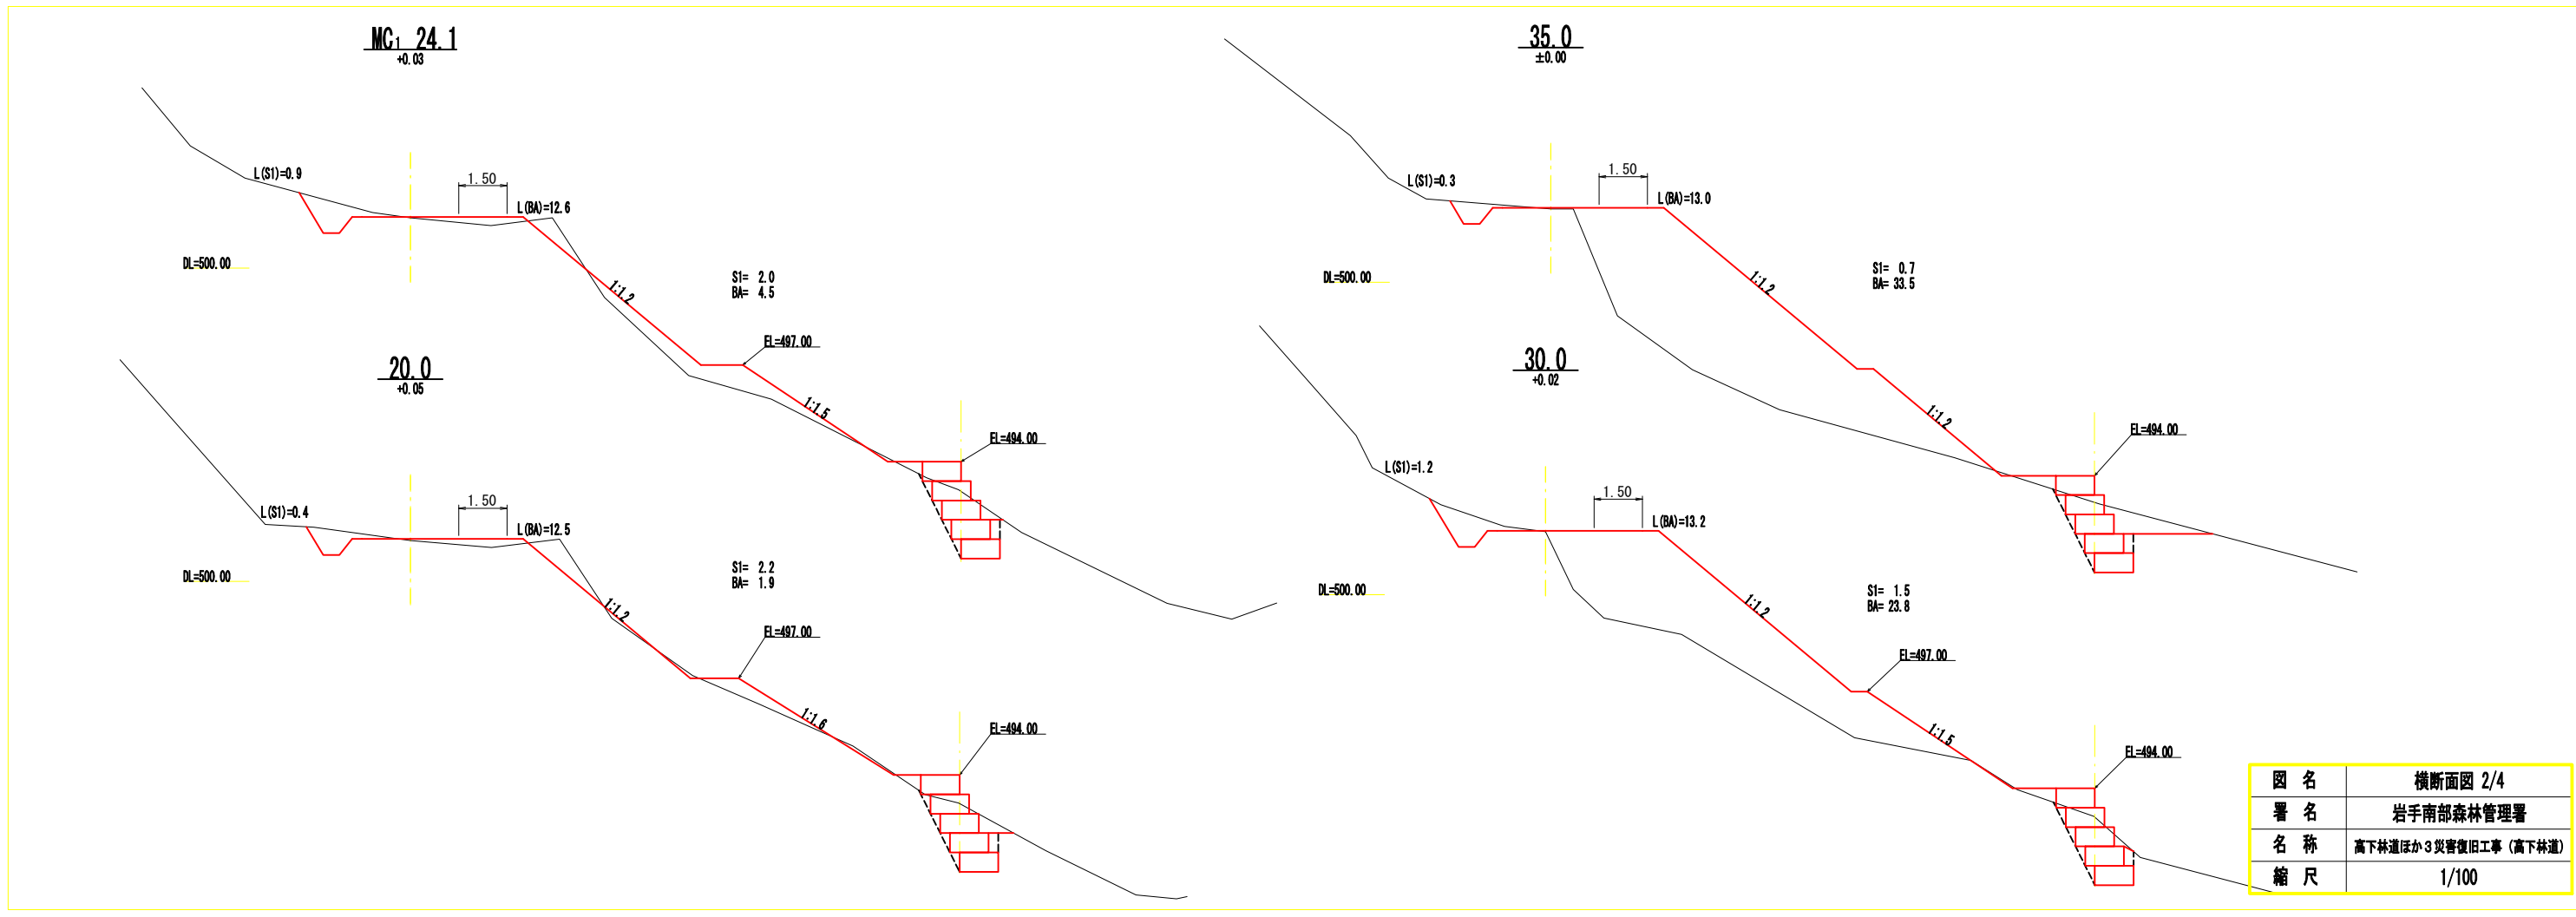 MC1 24.1
+0.03
L(S1)=0.9
1.50
L(BA)=12.6
DL=500.00
1:1.2
S1= 2.0
BA= 4.5
EL=497.00
1:1.5
EL=494.00
20.0
+0.05
L(S1)=0.4
1.50
L(BA)=12.5
DL=500.00
1:1.2
S1= 2.2
BA= 1.9
EL=497.00
1:1.6
EL=494.00
35.0
±0.00
L(S1)=0.3
1.50
L(BA)=13.0
DL=500.00
1:1.2
S1= 0.7
BA= 33.5
1:1.2
EL=494.00
30.0
+0.02
L(S1)=1.2
1.50
L(BA)=13.2
DL=500.00
1:1.2
S1= 1.5
BA= 23.8
EL=497.00
1:1.5
EL=494.00
図 名 横断面図 2/4
署 名 岩手南部森林管理署
名 称 高下林道ほか3災害復旧工事（高下林道）
縮 尺 1/100